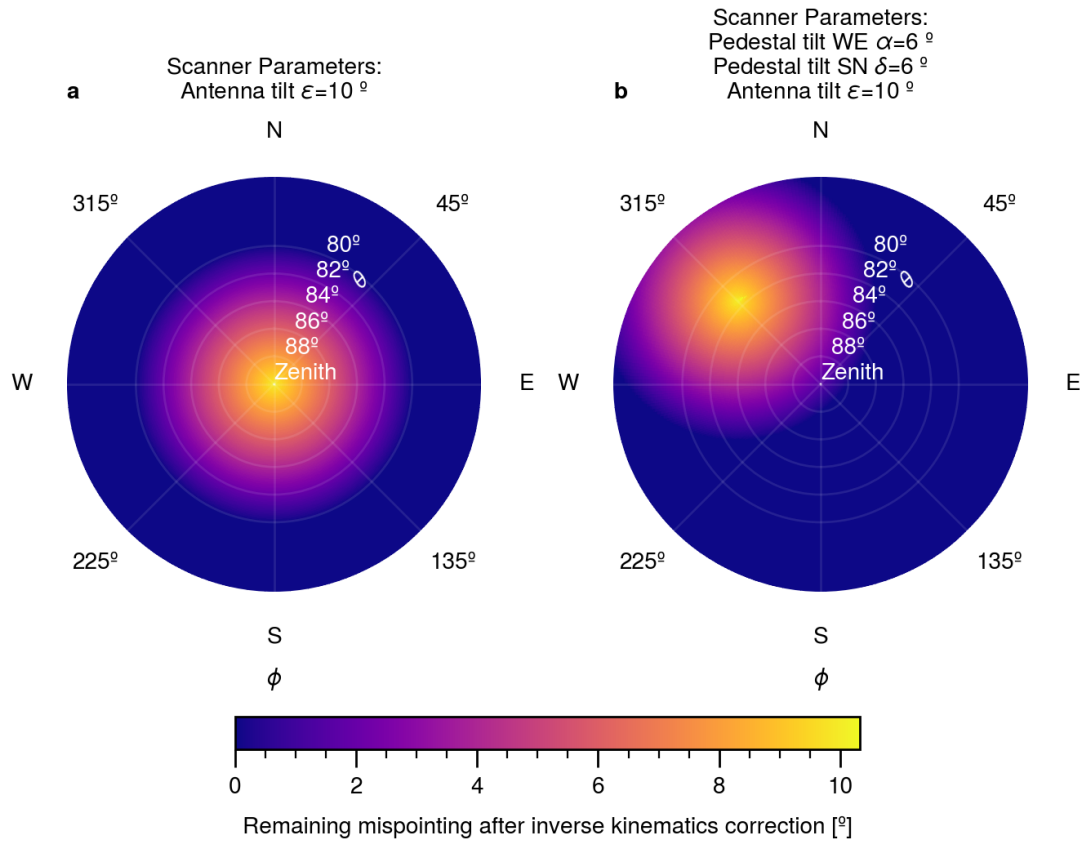 Scanner Parameters:
Antenna tilt ε=10 º
a
N
315º
45º
80º
82º
θ
84º
86º
88º
Zenith
W
E
225º
135º
S
ϕ
Scanner Parameters:
Pedestal tilt WE α=6 º
Pedestal tilt SN δ=6 º
Antenna tilt ε=10 º
b
N
315º
45º
80º
82º
θ
84º
86º
88º
Zenith
W
E
225º
135º
S
ϕ
0 2 4 6 8 10
Remaining mispointing after inverse kinematics correction [º]